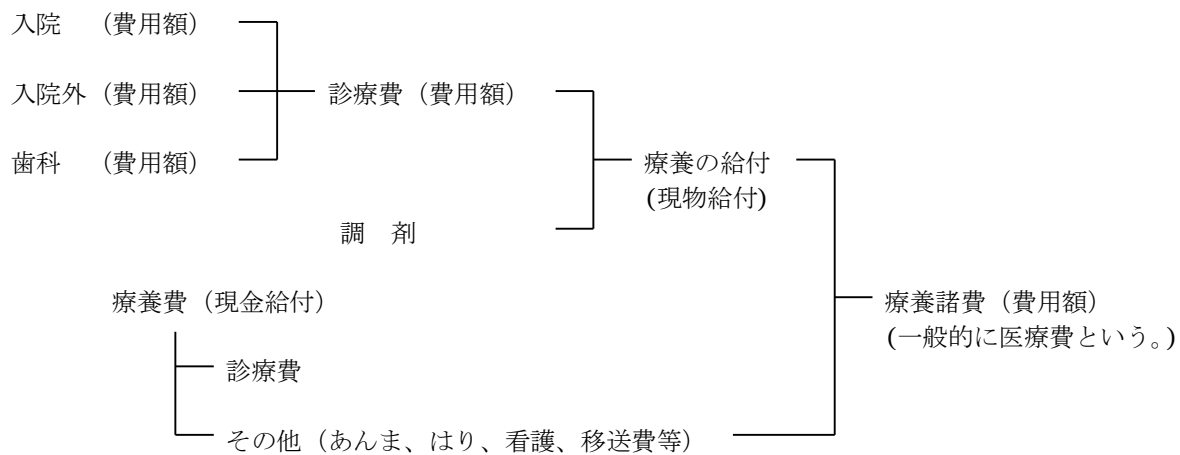 入院　（費用額）
入院外（費用額）
診療費（費用額）
歯科　（費用額）
療養の給付
(現物給付)
調　剤
療養費（現金給付）
療養諸費（費用額）
(一般的に医療費という。)
診療費
その他（あんま、はり、看護、移送費等）